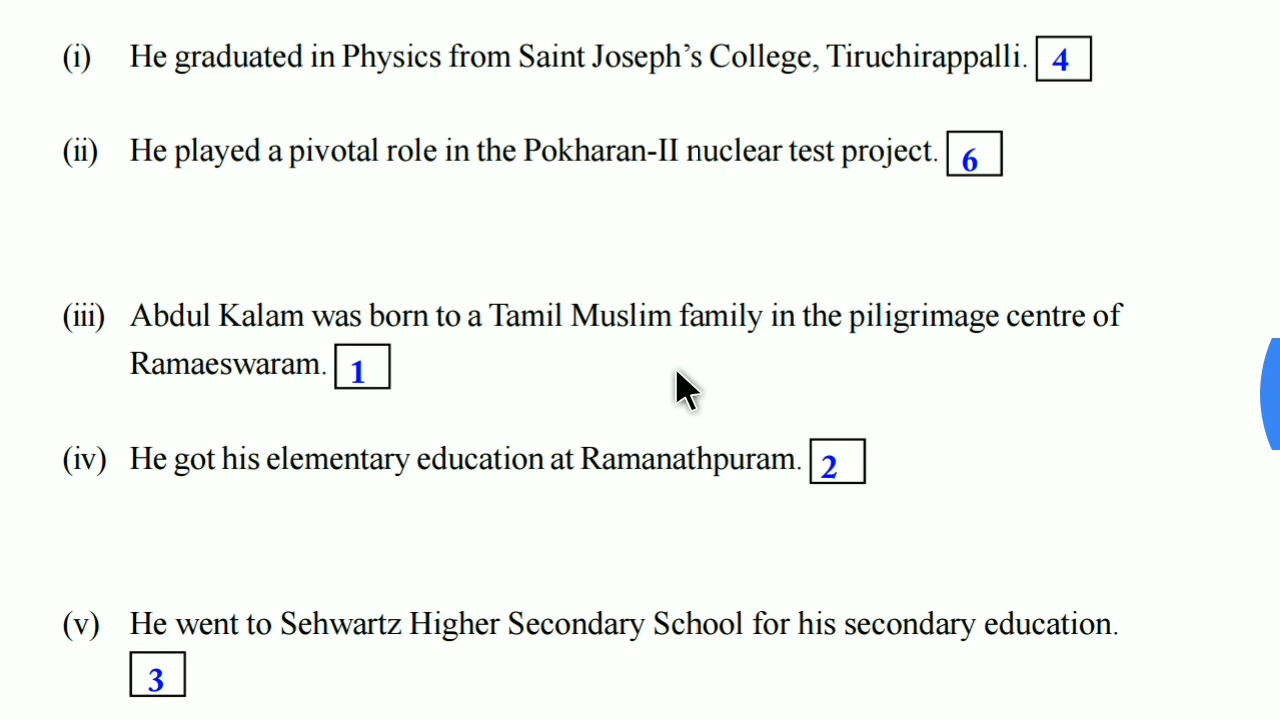 (i) He graduated in Physics from Saint Joseph’s College, Tiruchirappalli. 4
(ii) He played a pivotal role in the Pokharan-II nuclear test project. 6
(iii) Abdul Kalam was born to a Tamil Muslim family in the piligrimage centre of
Ramaeswaram. 1
(iv) He got his elementary education at Ramanathpuram. 2
(v) He went to Sehwartz Higher Secondary School for his secondary education.
3